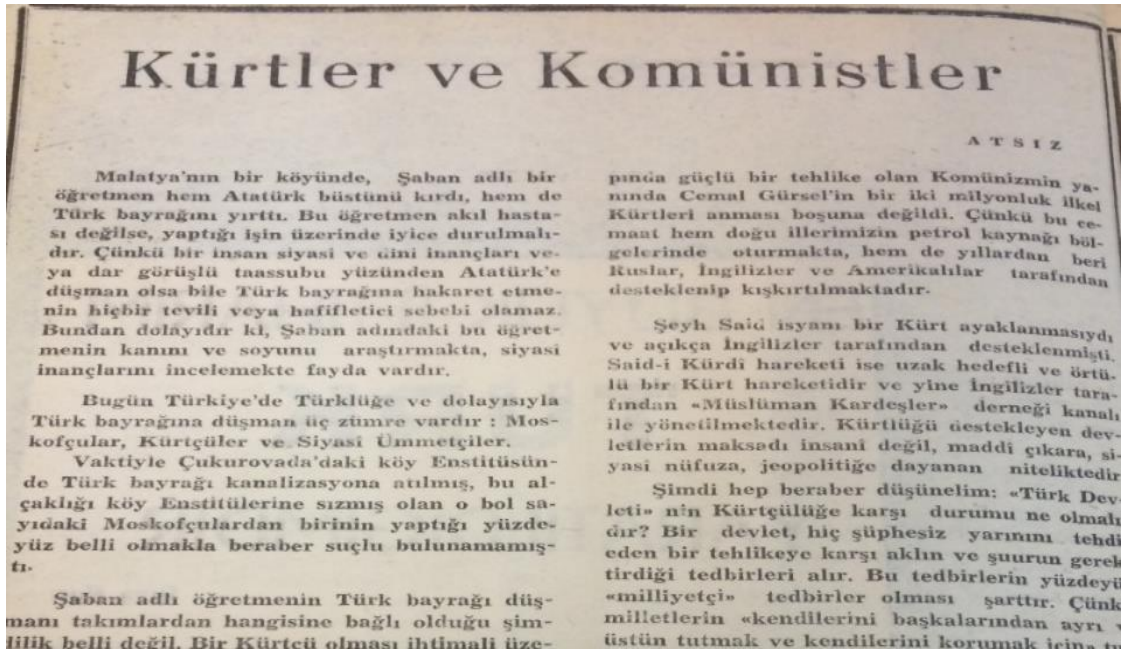 Kürtler ve Komünistler
ATSIZ
Malatya'nın bir köyünde, Şaban adlı bir
öğretmen hem Atatürk büstünü kırdı, hem de
Türk bayrağını yırttı. Bu öğretmen akıl hasta-
sı değilse, yaptığı işin üzerinde iyice durulmalı-
dır. Çünkü bir insan siyasi ve dini inançları ve-
ya dar görüşlü taassubu yüzünden Atatürk'e
düşman olsa bile Türk bayrağına hakaret etme-
nin hiçbir tevili veya hafifletici sebebi olamaz.
Bundan dolayıdır ki, Şaban adındaki bu öğret-
menin kanını ve soyunu araştırmakta, siyasi
inançlarını incelemekte fayda vardır.
Bugün Türkiye'de Türklüğe ve dolayısıyla
Türk bayrağına düşman üç zümre vardır : Mos-
kofçular, Kürtçüler ve Siyasi Ümmetçiler.
Vaktiyle Çukurovada'daki köy Enstitüsün-
de Türk bayrağı kanalizasyona atılmış, bu al-
çaklığı köy Enstitülerine sızmış olan o bol sa-
yıdaki Moskofçulardan birinin yaptığı yüzde-
yüz belli olmakla beraber suçlu bulunamamış-
tı.
Şaban adlı öğretmenin Türk bayrağı düş-
manı takımlardan hangisine bağlı olduğu şim-
lilik belli değil. Bir Kürtçü olması ihtimali üze-
pında güçlü bir tehlike olan Komünizmin ya-
nında Cemal Gürsel'in bir iki milyonluk ilkel
Kürtleri anması boşuna değildi. Çünkü bu ce-
maat hem doğu illerimizin petrol kaynağı böl-
gelerinde oturmakta, hem de yıllardan beri
Ruslar, İngilizler ve Amerikalılar tarafından
desteklenip kışkırtılmaktadır.
Şeyh Said isyanı bir Kürt ayaklanmasıydı
ve açıkça İngilizler tarafından desteklenmişti.
Said-i Kürdî hareketi ise uzak hedefli ve örtü-
lü bir Kürt hareketidir ve yine İngilizler tara-
fından «Müslüman Kardeşler» derneği kanalı
ile yönetilmektedir. Kürtlüğü destekleyen dev-
letlerin maksadı insanî değil, maddî çıkara, si-
yasi nüfuza, jeopolitiğe dayanan niteliktedir
Şimdi hep beraber düşünelim: «Türk Dev-
leti» nin Kürtçülüğe karşı durumu ne olmalı
dır? Bir devlet, hiç şüphesiz yarınını tehdi
eden bir tehlikeye karşı aklın ve şuurun gerek
tirdiği tedbirleri alır. Bu tedbirlerin yüzdeyü
«milliyetçi» tedbirler olması şarttır. Çünk
milletlerin «kendilerini başkalarından ayrı
üstün tutmak ve kendilerini korumak için»